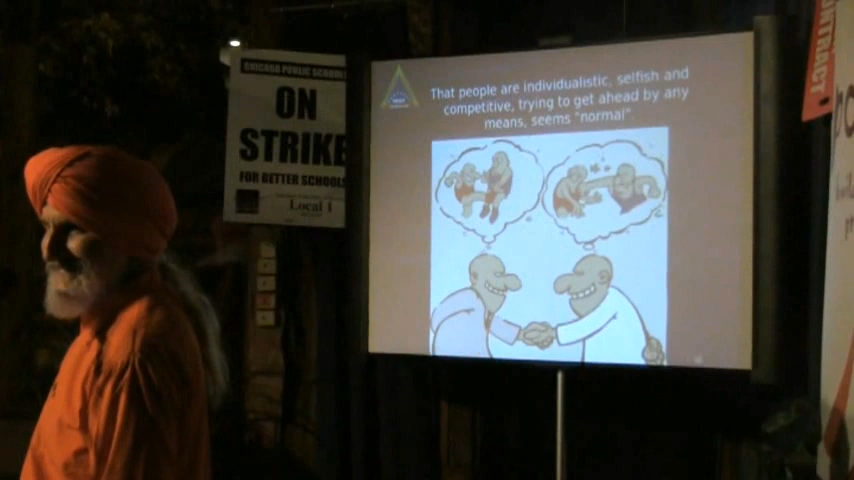 CHICAGO PUBLIC SCHOOLS
ON
STRIKE
FOR BETTER SCHOOLS
Local 1
That people are individualistic, selfish and
competitive, trying to get ahead by any
means, seems "normal"